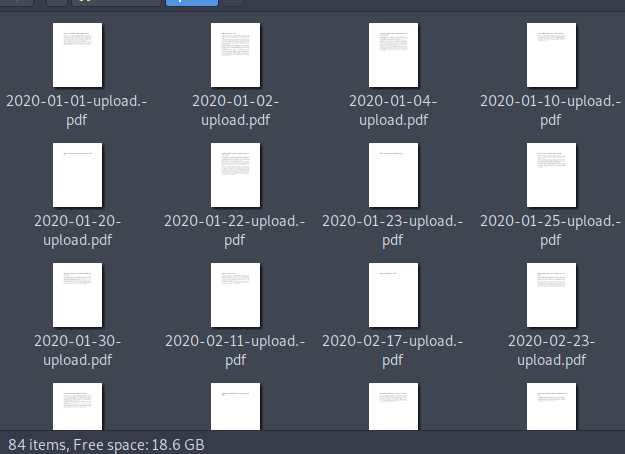 2020-01-01-upload.-
pdf
2020-01-02-
upload.pdf
2020-01-04-
upload.pdf
2020-01-10-upload.-
pdf
2020-01-20-
upload.pdf
2020-01-22-upload.-
pdf
2020-01-23-upload.-
pdf
2020-01-25-upload.-
pdf
2020-01-30-
upload.pdf
2020-02-11-upload.-
pdf
2020-02-17-upload.-
pdf
2020-02-23-
upload.pdf
84 items, Free space: 18.6 GB